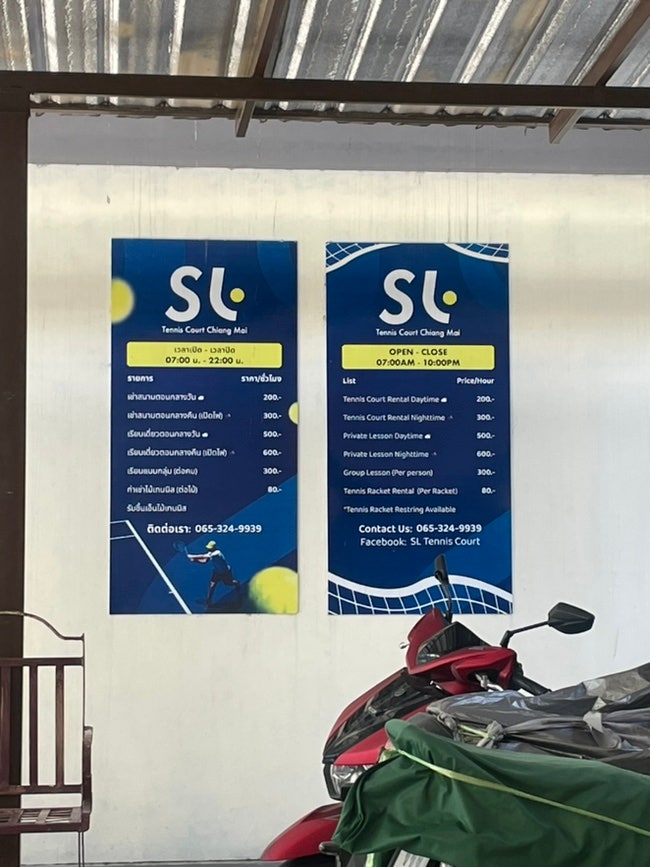 SL
Tennis Court Chiang Mai
เวลาเปิด - เวลาปิด
07:00 น. - 22:00 น.
รายการ ราคา/ชั่วโมง
เช่าสนามตอนกลางวัน 200.-
เช่าสนามตอนกลางคืน (เปิดไฟ) 300.-
เรียนเดี่ยวตอนกลางวัน 500.-
เรียนเดี่ยวตอนกลางคืน (เปิดไฟ) 600.-
เรียนแบบกลุ่ม (ต่อคน) 300.-
ค่าเช่าไม้เทนนิส (ต่อไม้) 80.-
รับขึ้นเอ็นไม้เทนนิส
ติดต่อเรา: 065-324-9939
SL
Tennis Court Chiang Mai
OPEN - CLOSE
07:00AM - 10:00PM
List Price/Hour
Tennis Court Rental Daytime 200.-
Tennis Court Rental Nighttime 300.-
Private Lesson Daytime 500.-
Private Lesson Nighttime 600.-
Group Lesson (Per person) 300.-
Tennis Racket Rental (Per Racket) 80.-
*Tennis Racket Restring Available
Contact Us: 065-324-9939
Facebook: SL Tennis Court